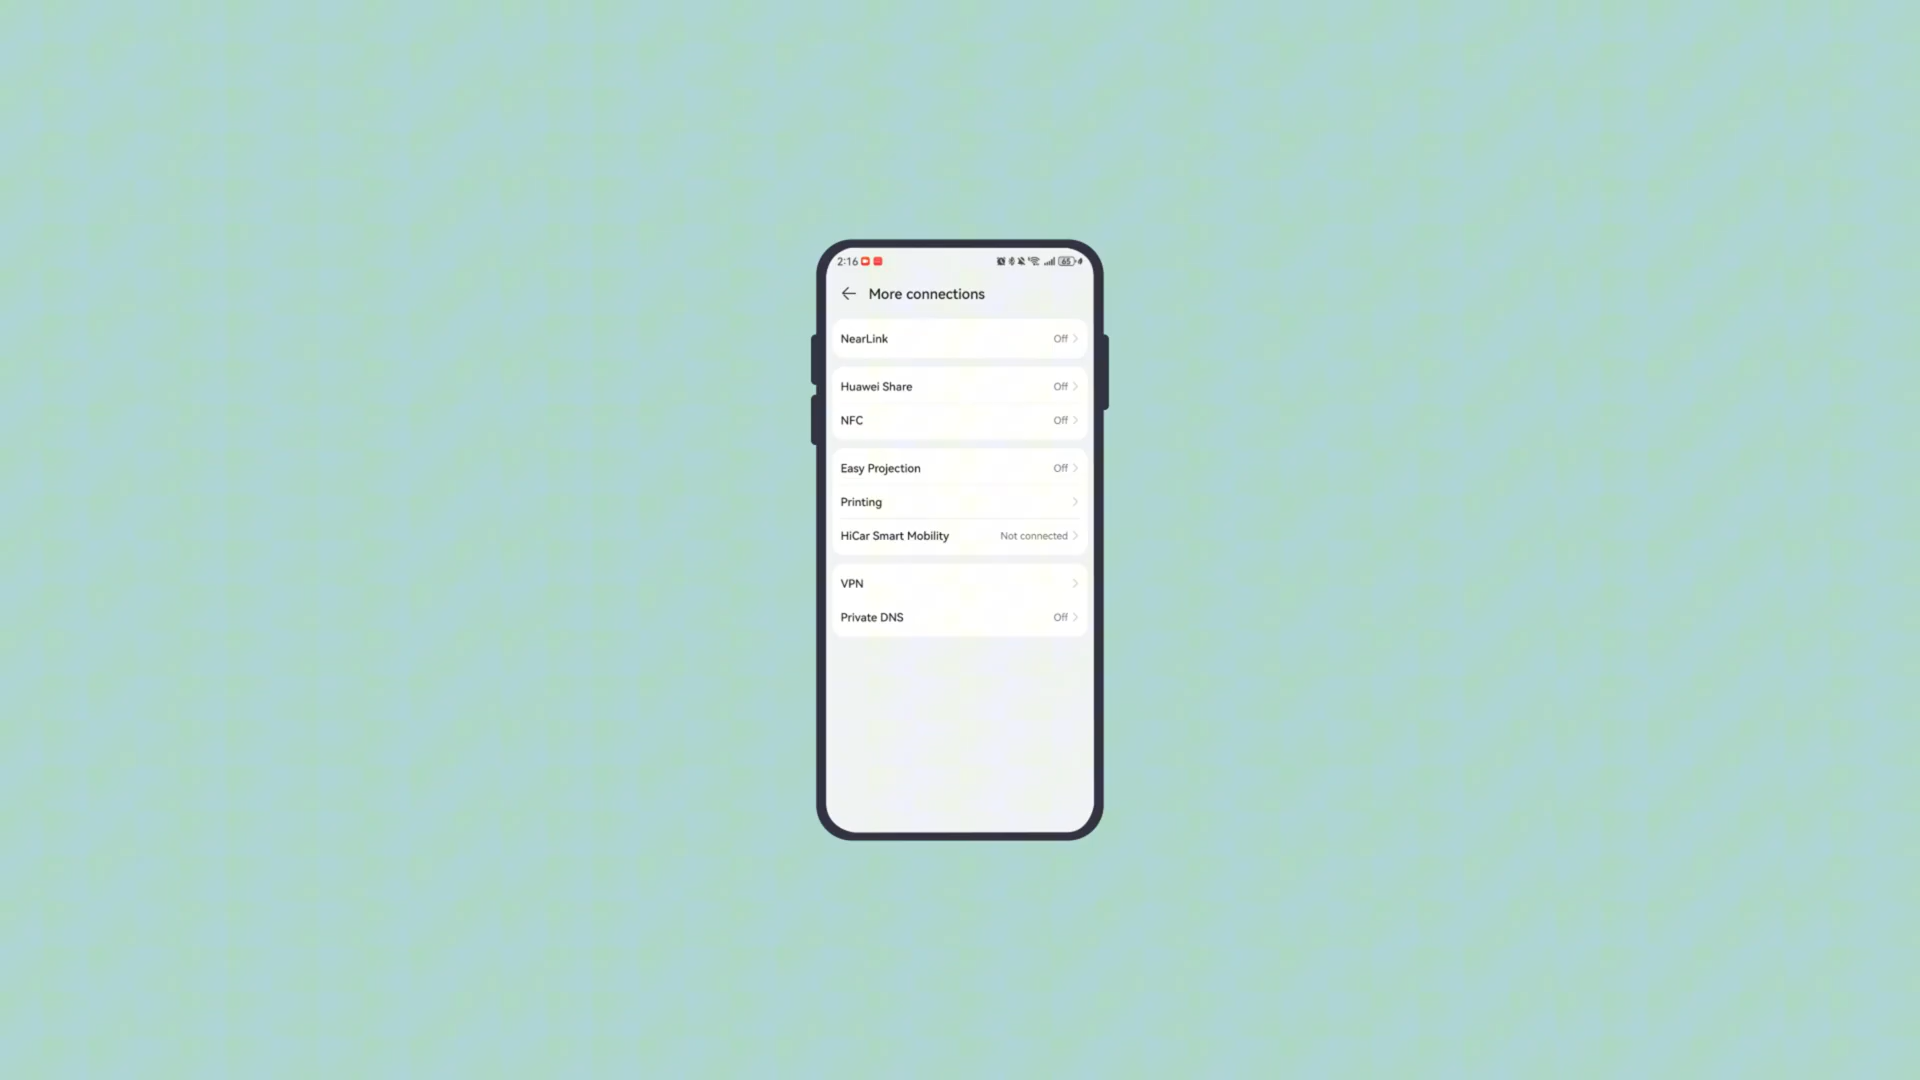 2:16 65
More connections
NearLink Off
Huawei Share Off
NFC Off
Easy Projection Off
Printing
HiCar Smart Mobility Not connected
VPN
Private DNS Off